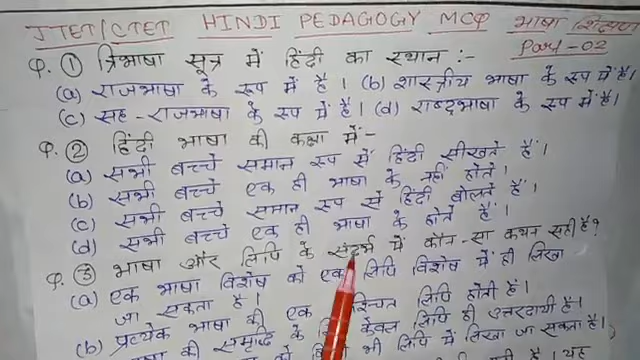 JTET/CTET HINDI PEDAGOGY MCQ भाषा शिक्षण
Part-02
Q. ① त्रिभाषा सूत्र में हिंदी का स्थान :-
(a) राजभाषा के रूप में है। (b) शास्त्रीय भाषा के रूप में है।
(c) सह-राजभाषा के रूप में है। (d) राष्ट्रभाषा के रूप में है।
Q. ② हिंदी भाषा की कक्षा में-
(a) सभी बच्चे समान रूप में हिंदी सीखते हैं।
(b) सभी बच्चे एक ही भाषा के नहीं होते।
(c) सभी बच्चे समान रूप से हिंदी बोलते हैं।
(d) सभी बच्चे एक ही भाषा के होते हैं।
Q. ③ भाषा और लिपि के संदर्भ में कौन-सा कथन सही है?
(a) एक भाषा विशेष को एक लिपि विशेष में ही लिखा
जा सकता है।
(b) प्रत्येक भाषा की एक लिपि होती है।
भाषा की समृद्धि के केवल लिपि ही उत्तरदायी है।
भी लिपि में लिखा जा सकता है।